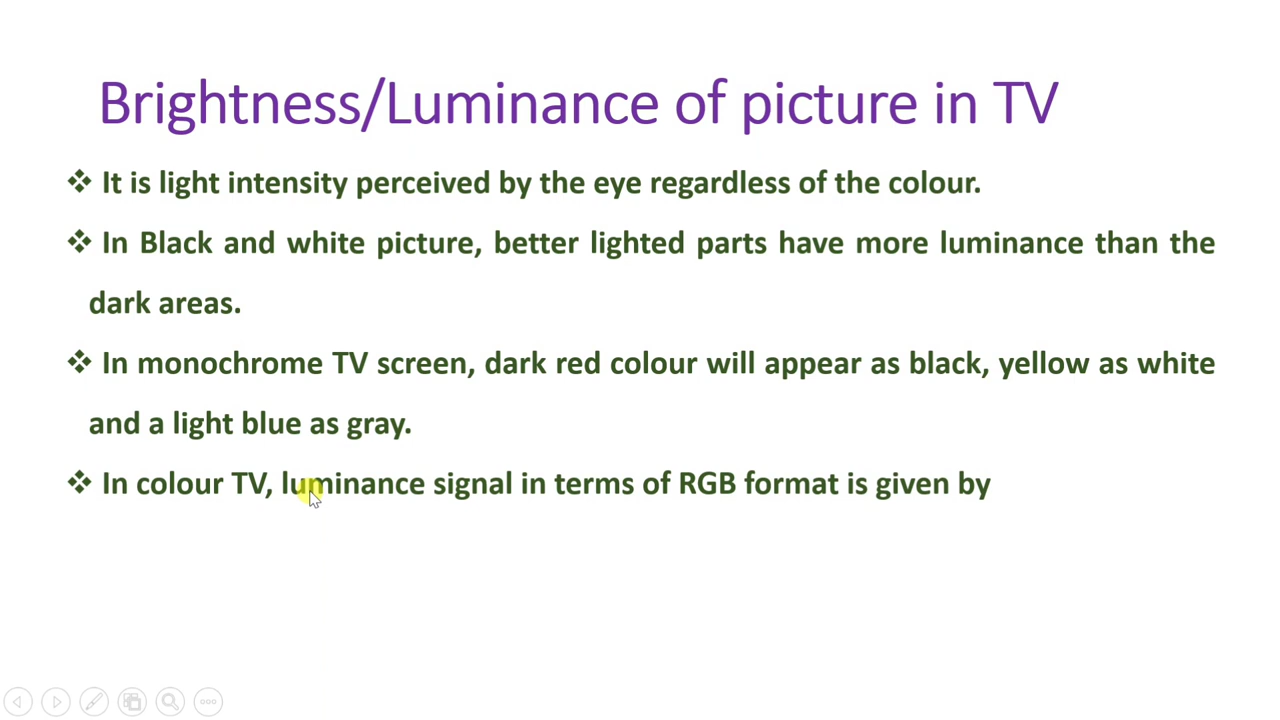 Brightness/Luminance of picture in TV
❖ It is light intensity perceived by the eye regardless of the colour.
❖ In Black and white picture, better lighted parts have more luminance than the
dark areas.
❖ In monochrome TV screen, dark red colour will appear as black, yellow as white
and a light blue as gray.
❖ In colour TV, luminance signal in terms of RGB format is given by